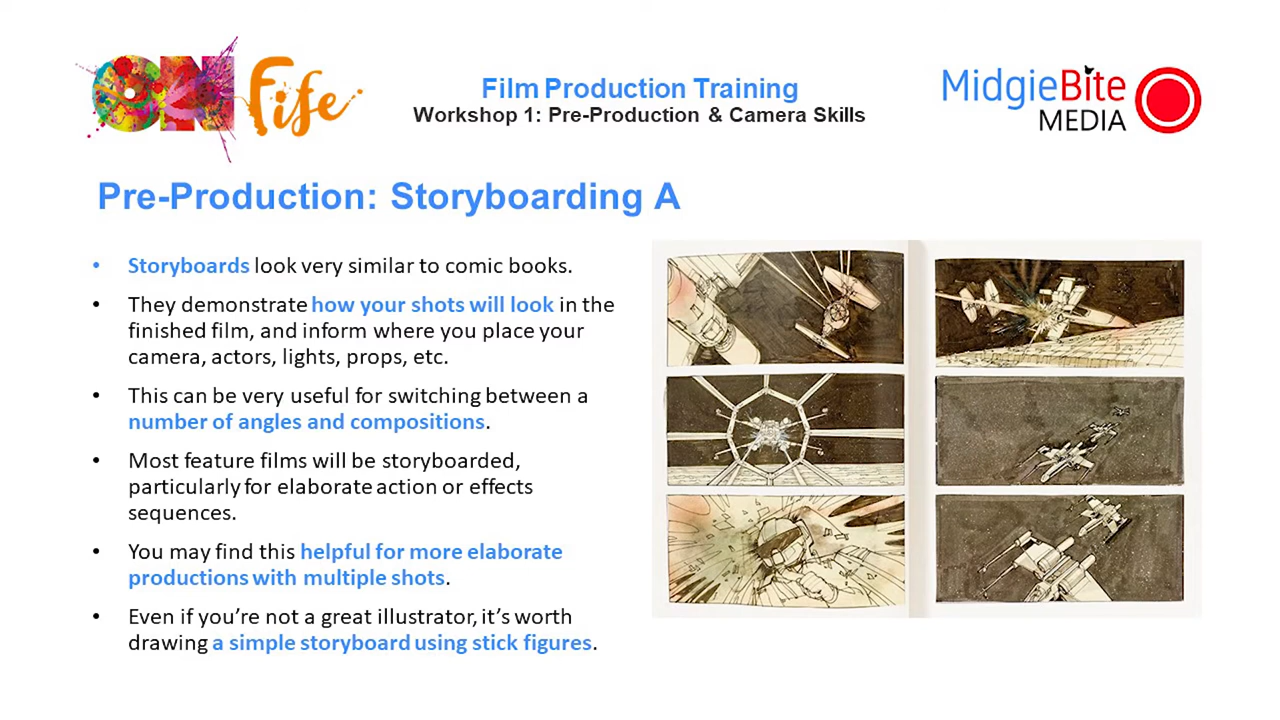 ON Fife
Film Production Training
Workshop 1: Pre-Production & Camera Skills
MidgieBite
MEDIA
Pre-Production: Storyboarding A
• Storyboards look very similar to comic books.
• They demonstrate how your shots will look in the
finished film, and inform where you place your
camera, actors, lights, props, etc.
• This can be very useful for switching between a
number of angles and compositions.
• Most feature films will be storyboarded,
particularly for elaborate action or effects
sequences.
• You may find this helpful for more elaborate
productions with multiple shots.
• Even if you’re not a great illustrator, it’s worth
drawing a simple storyboard using stick figures.